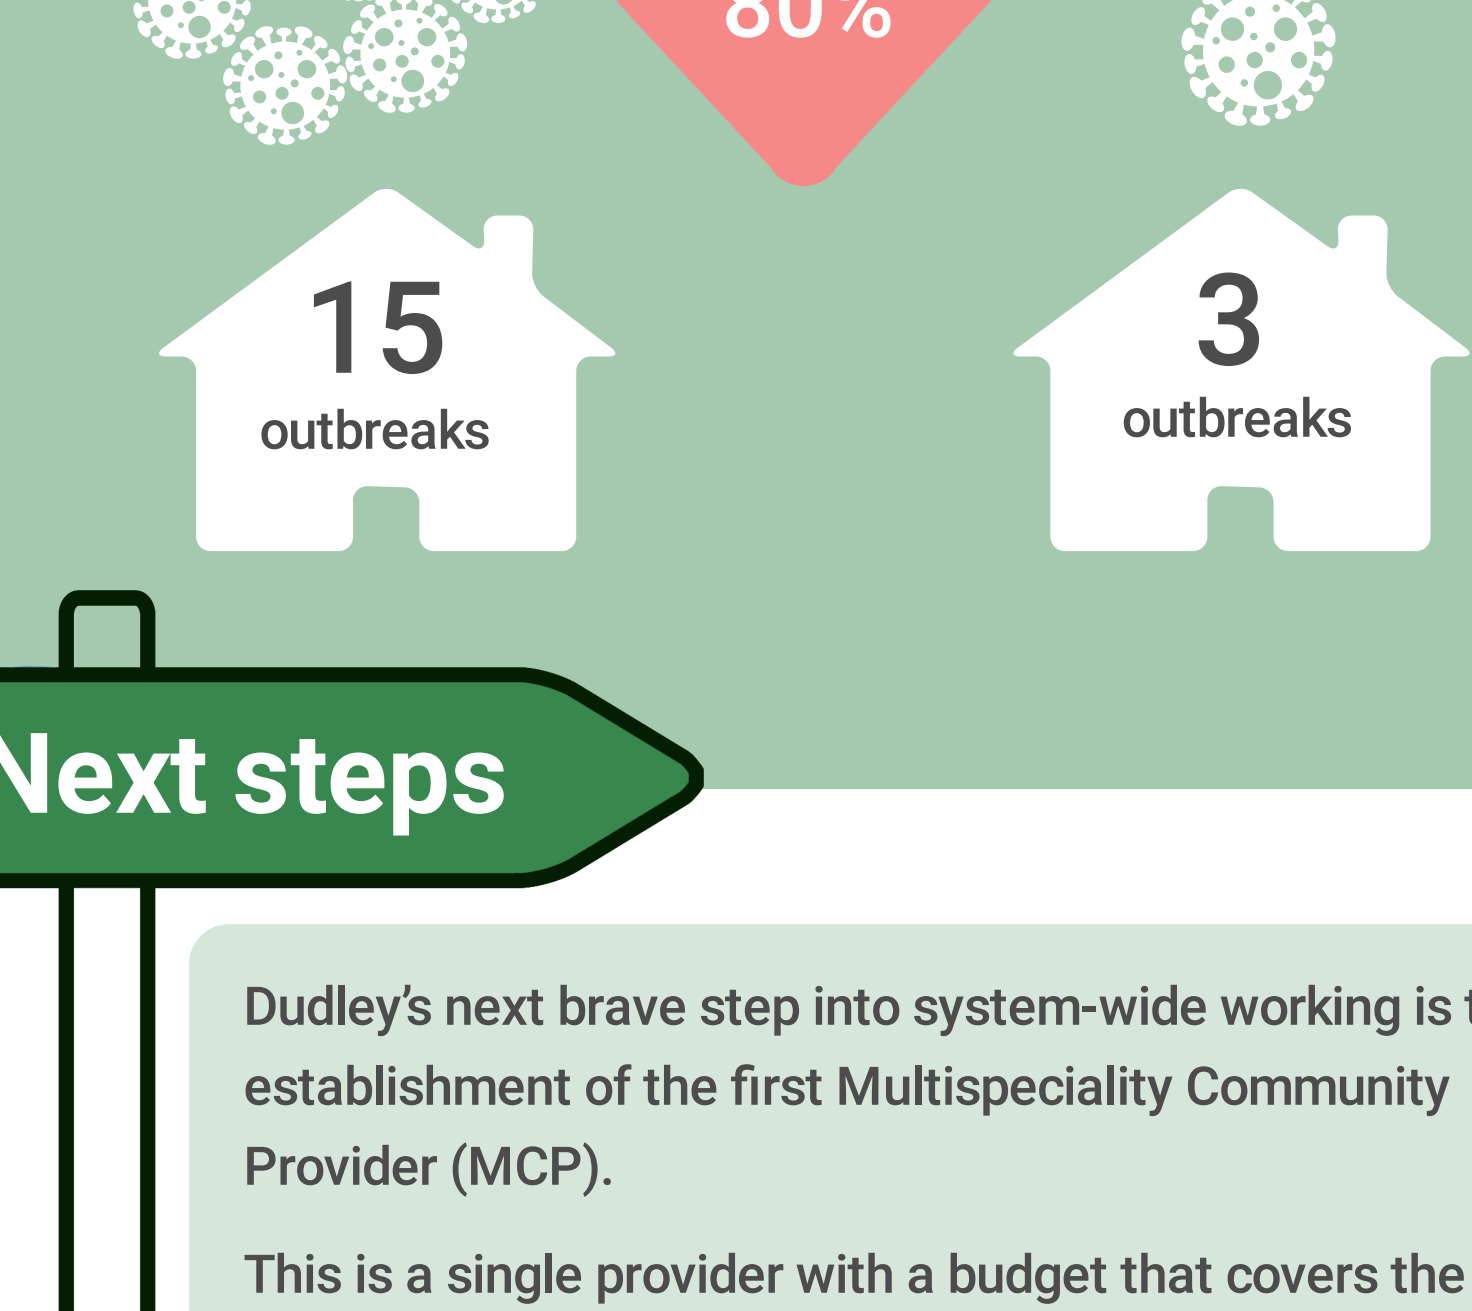 80%
15
outbreaks
3
outbreaks
Next steps
Dudley’s next brave step into system-wide working is
establishment of the first Multispeciality Community
Provider (MCP).
This is a single provider with a budget that covers the